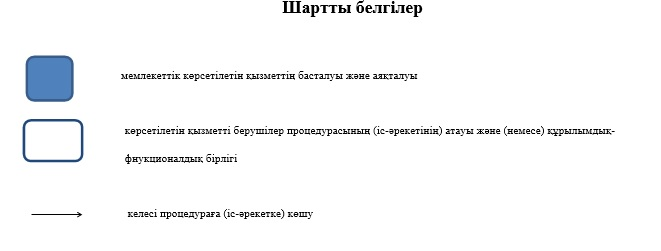 Шартты белгілер
мемлекеттік көрсетілетін қызметтің басталуы және аяқталуы
көрсетілетін қызметті берушілер процедурасының (іс-әрекетінің) атауы және (немесе) құрылымдық-
фнукционалдық бірлігі
келесі процедураға (іс-әрекетке) көшу